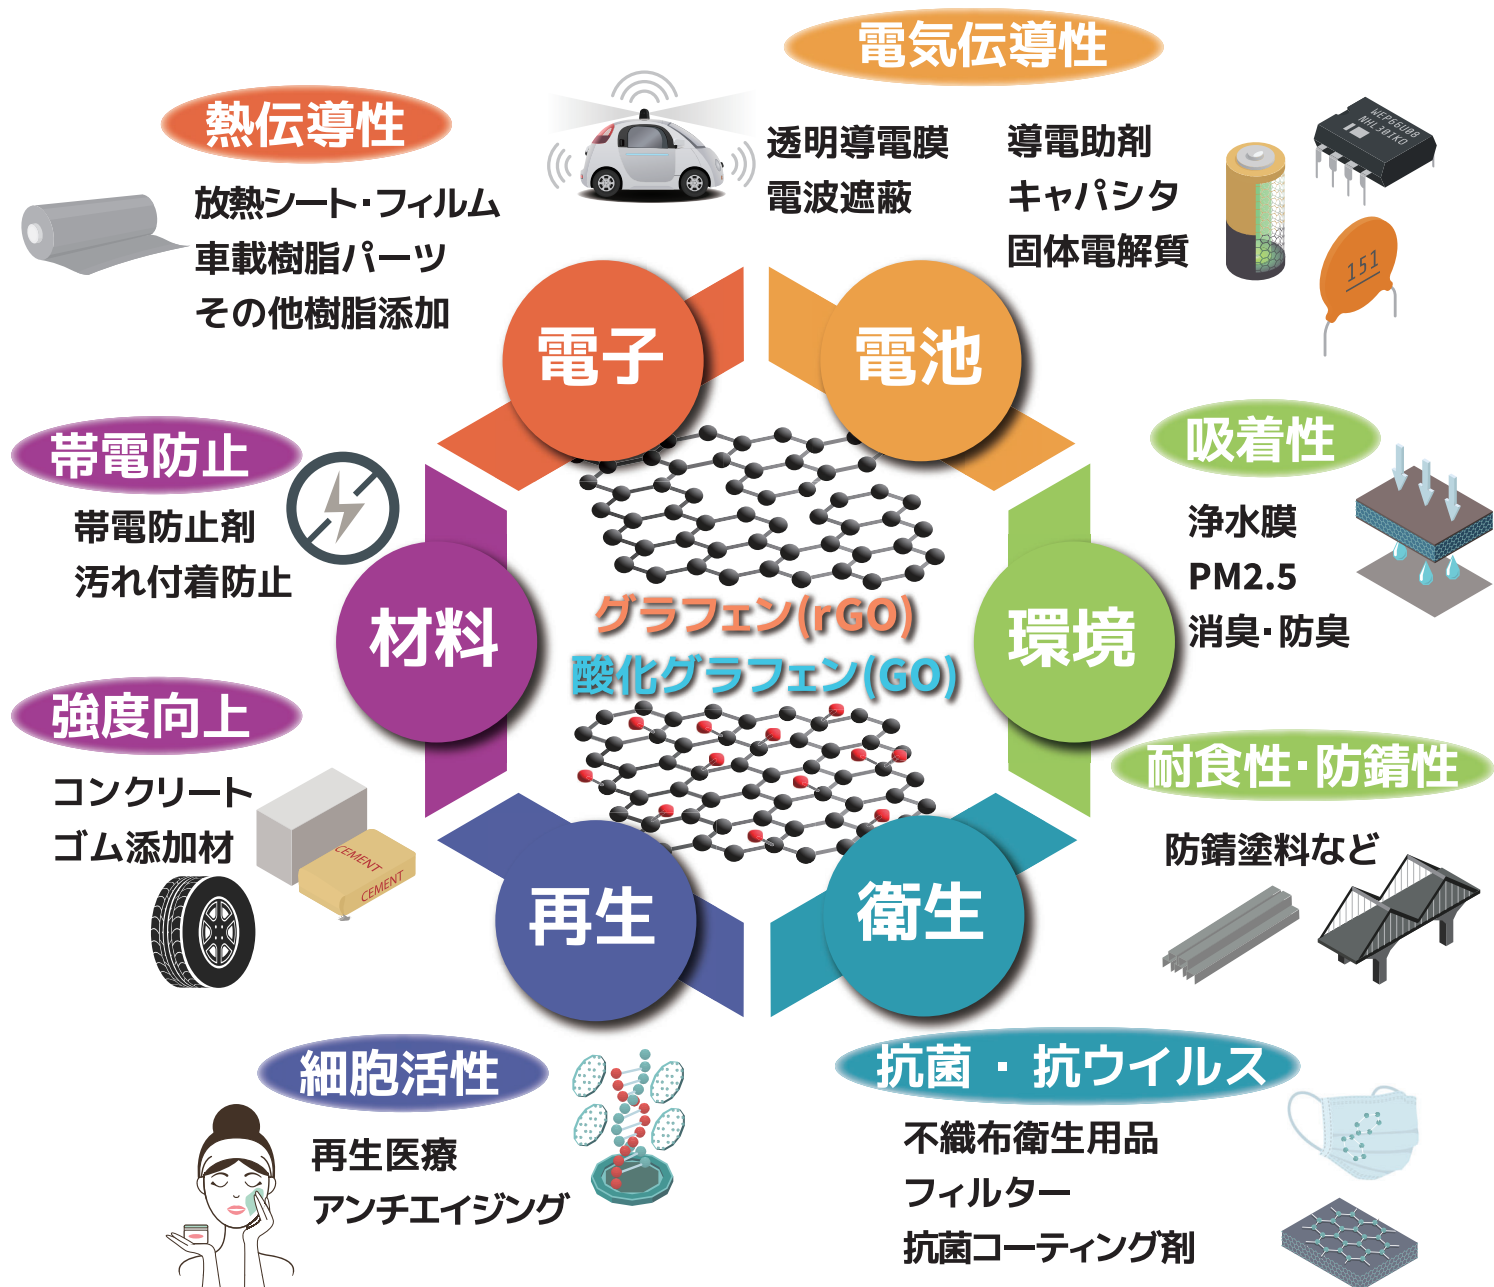 電気伝導性
透明導電膜
電波遮蔽
導電助剤
キャパシタ
固体電解質
WEP66U08
NHL301K0
151
熱伝導性
放熱シート・フィルム
車載樹脂パーツ
その他樹脂添加
電子
電池
帯電防止
帯電防止剤
汚れ付着防止
吸着性
浄水膜
PM2.5
消臭・防臭
材料
環境
グラフェン(rGO)
酸化グラフェン(GO)
強度向上
コンクリート
ゴム添加材
CEMENT
CEMENT
耐食性・防錆性
防錆塗料など
再生
衛生
細胞活性
再生医療
アンチエイジング
抗菌・抗ウイルス
不織布衛生用品
フィルター
抗菌コーティング剤